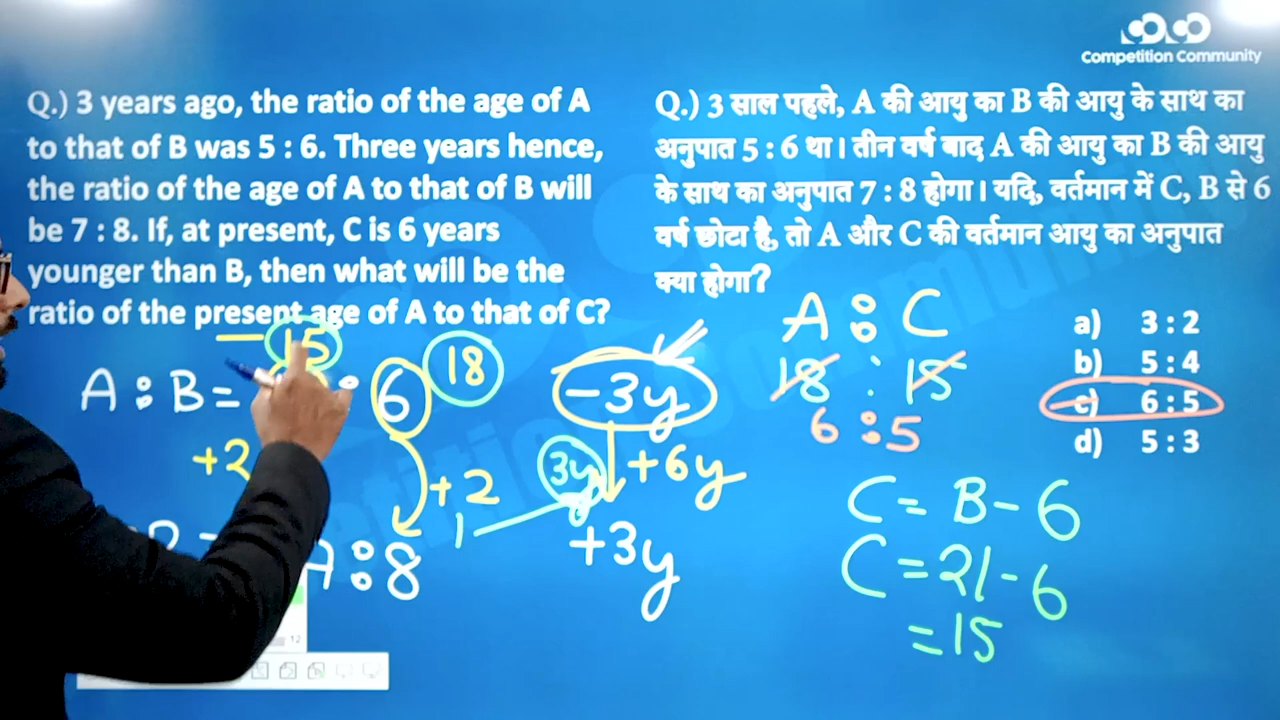 Competition Community
Q.) 3 years ago, the ratio of the age of A
to that of B was 5 : 6. Three years hence,
the ratio of the age of A to that of B will
be 7 : 8. If, at present, C is 6 years
younger than B, then what will be the
ratio of the present age of A to that of C?
Q.) 3 साल पहले, A की आयु का B की आयु के साथ का
अनुपात 5 : 6 था। तीन वर्ष बाद A की आयु का B की आयु
के साथ का अनुपात 7 : 8 होगा। यदि, वर्तमान में C, B से 6
वर्ष छोटा है, तो A और C की वर्तमान आयु का अनुपात
क्या होगा?
a) 3 : 2
b) 5 : 4
c) 6 : 5
d) 5 : 3
15
18
A : B = : 6
-3y
+2
+2
1
3y
+6y
: 8
+3y
A : C
18 : 15
6 : 5
C = B - 6
C = 21 - 6
= 15
12